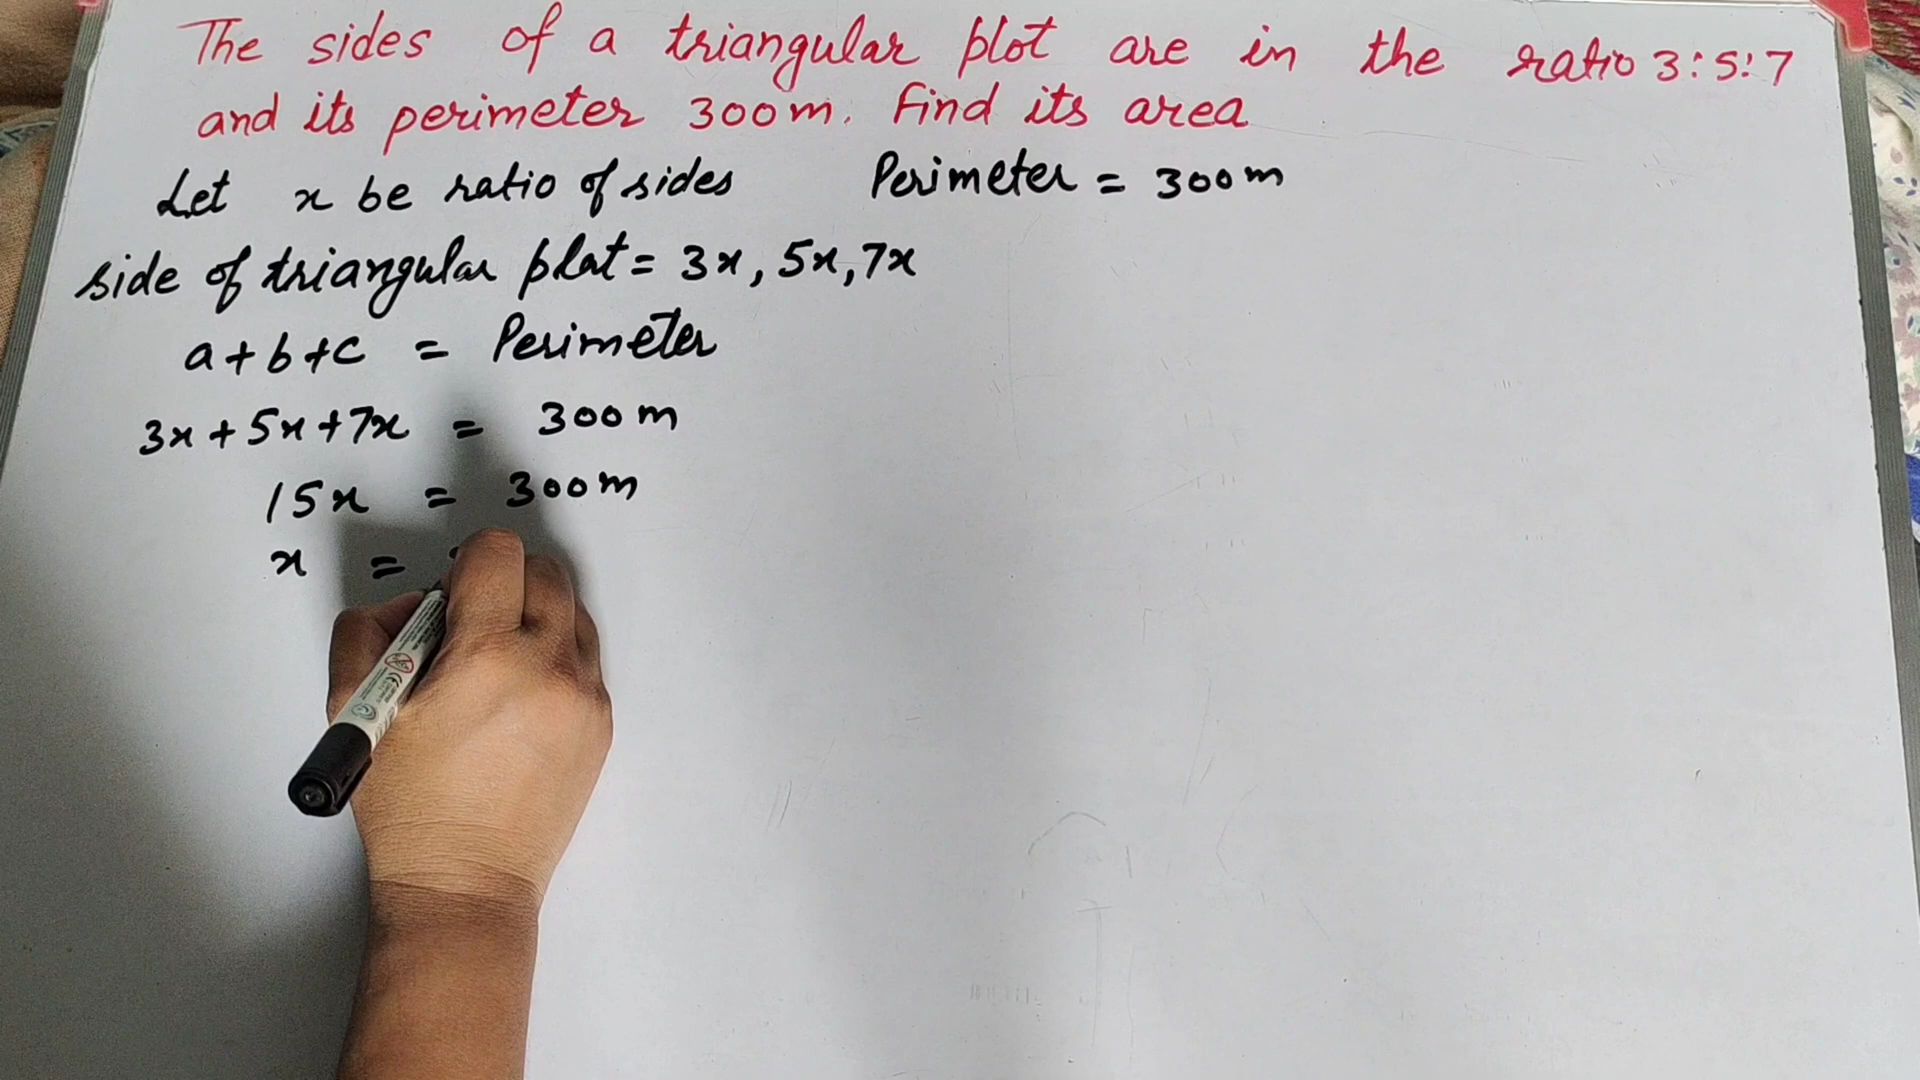 The sides of a triangular plot are in the ratio 3:5:7
and its perimeter 300m. Find its area
Let x be ratio of sides Perimeter = 300m
side of triangular plot = 3x, 5x, 7x
a+b+c = Perimeter
3x+5x+7x = 300m
15x = 300m
x =